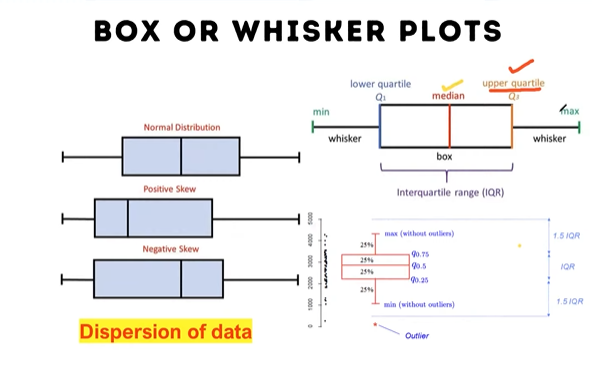 BOX OR WHISKER PLOTS
lower quartile
Q1
median
upper quartile
Q3
min
max
whisker
whisker
box
Interquartile range (IQR)
Normal Distribution
Positive Skew
Negative Skew
Dispersion of data
0 1000 2000 3000 4000 5000
max (without outliers)
25%
25%
25%
25%
q0.75
q0.5
q0.25
min (without outliers)
Outlier
1.5 IQR
IQR
1.5 IQR